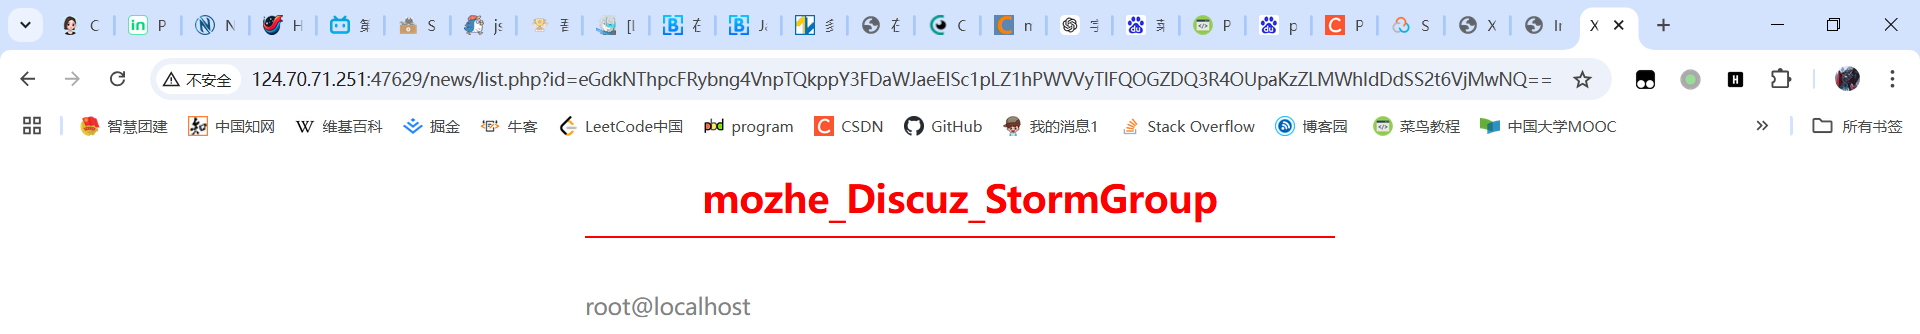 不安全 124.70.71.251:47629/news/list.php?id=eGdkNThpcFRybng4VnpTQkppY3FDaWJaeElSc1pLZ1hPWVVyTlFQOGZDQ3R4OUpaKzZLMWhIdDdSS2t6VjMwNQ==
智慧团建 中国知网 维基百科 掘金 牛客 LeetCode中国 program CSDN GitHub 我的消息1 Stack Overflow 博客园 菜鸟教程 中国大学MOOC 所有书签
mozhe_Discuz_StormGroup
root@localhost